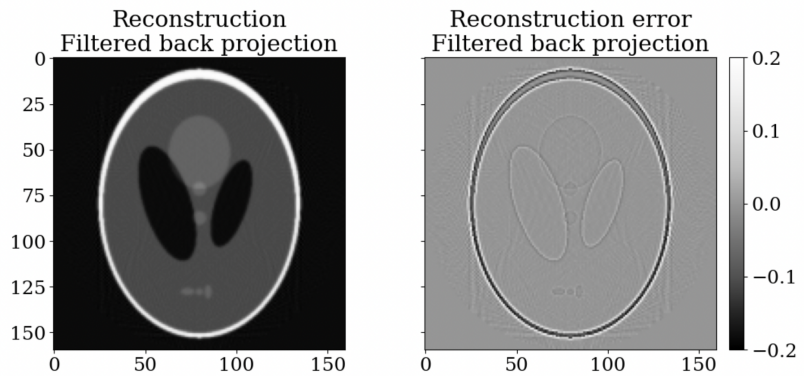 Reconstruction
Filtered back projection
Reconstruction error
Filtered back projection
0
25
50
75
100
125
150
0 50 100 150
0 50 100 150
0.2
0.1
0.0
−0.1
−0.2